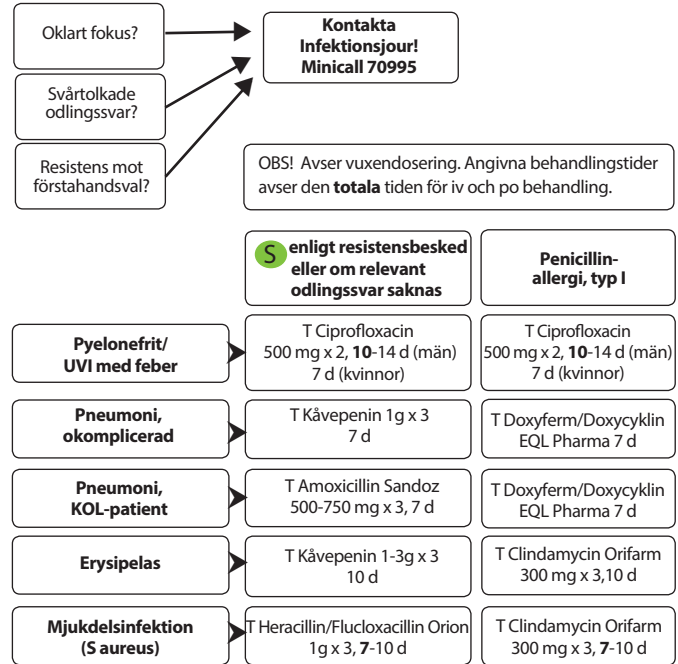 Oklart fokus?
Kontakta
Infektionsjour!
Minicall 70995
Svårtolkade
odlingssvar?
Resistens mot
förstahandsval?
OBS! Avser vuxendosering. Angivna behandlingstider
avser den totala tiden för iv och po behandling.
S enligt resistensbesked
eller om relevant
odlingssvar saknas
Penicillin-
allergi, typ I
Pyelonefrit/
UVI med feber
T Ciprofloxacin
500 mg x 2, 10-14 d (män)
7 d (kvinnor)
T Ciprofloxacin
500 mg x 2, 10-14 d (män)
7 d (kvinnor)
Pneumoni,
okomplicerad
T Kåvepenin 1g x 3
7 d
T Doxyferm/Doxycyklin
EQL Pharma 7 d
Pneumoni,
KOL-patient
T Amoxicillin Sandoz
500-750 mg x 3, 7 d
T Doxyferm/Doxycyklin
EQL Pharma 7 d
Erysipelas
T Kåvepenin 1-3g x 3
10 d
T Clindamycin Orifarm
300 mg x 3,10 d
Mjukdelsinfektion
(S aureus)
T Heracillin/Flucloxacillin Orion
1g x 3, 7-10 d
T Clindamycin Orifarm
300 mg x 3, 7-10 d